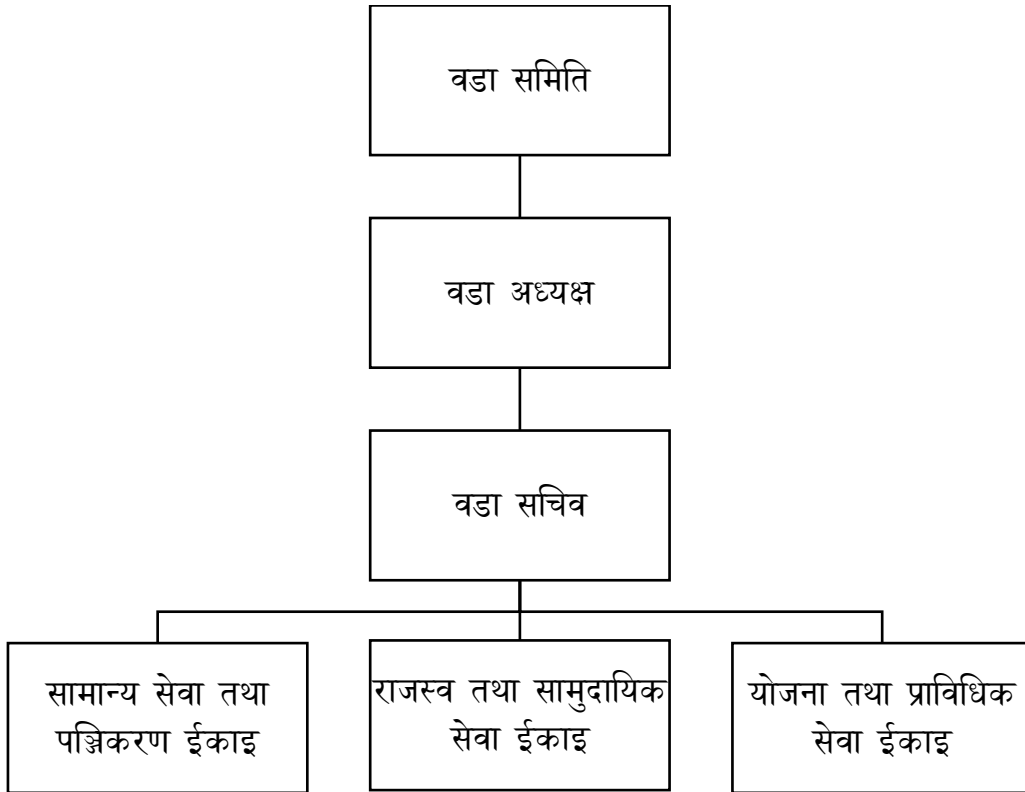 वडा समिति
वडा अध्यक्ष
वडा सचिव
सामान्य सेवा तथा
पञ्जिकरण ईकाइ
राजस्व तथा सामुदायिक
सेवा ईकाइ
योजना तथा प्राविधिक
सेवा ईकाइ